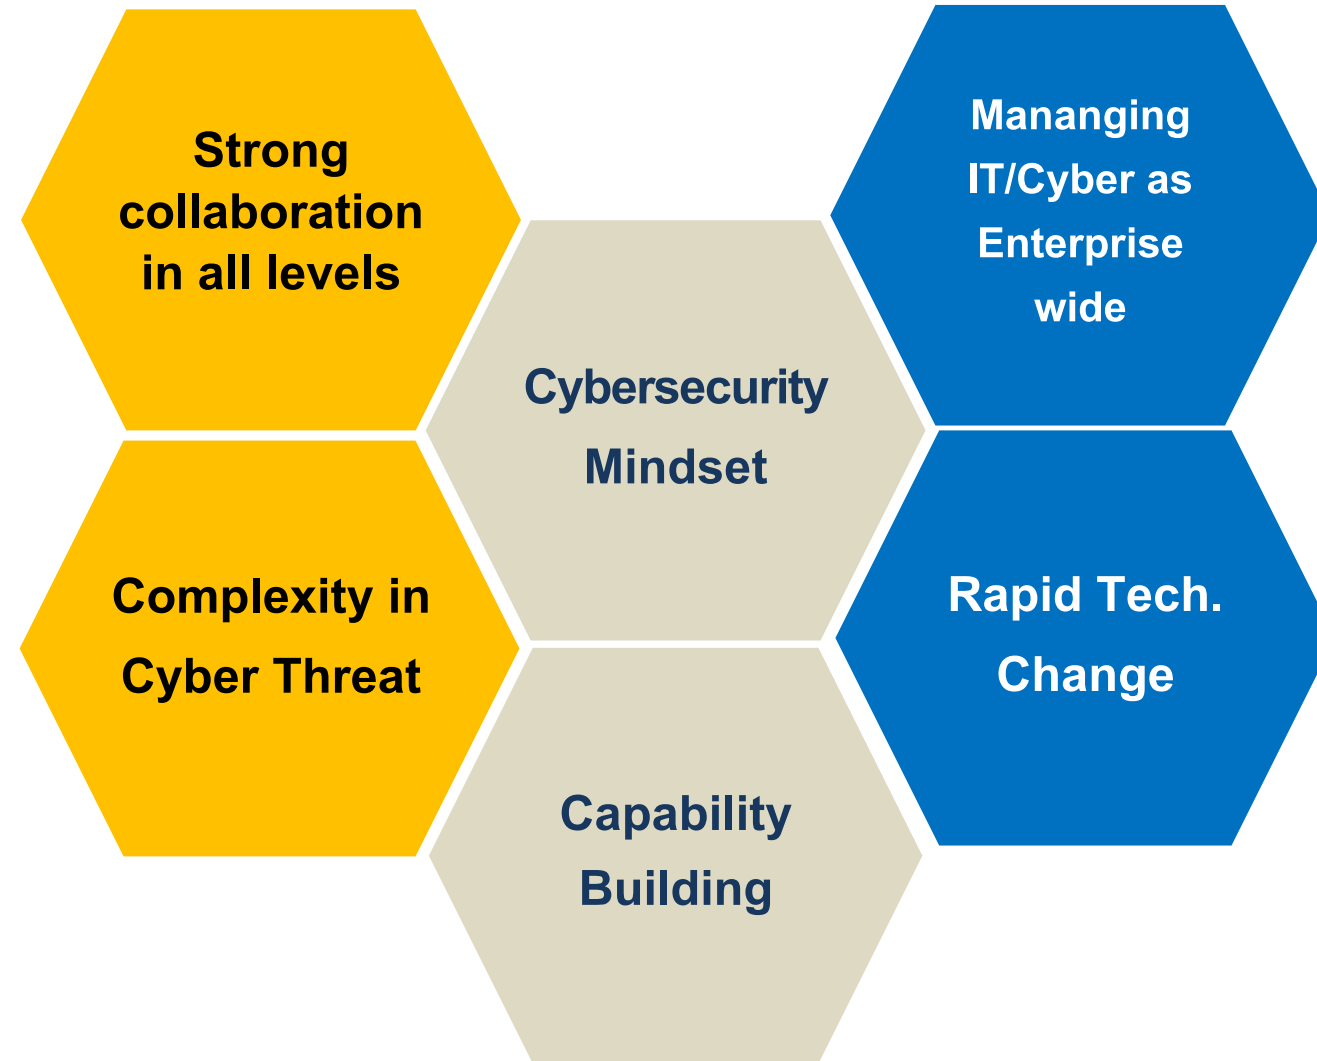 Strong
collaboration
in all levels
Mananging
IT/Cyber as
Enterprise
wide
Cybersecurity
Mindset
Complexity in
Cyber Threat
Rapid Tech.
Change
Capability
Building